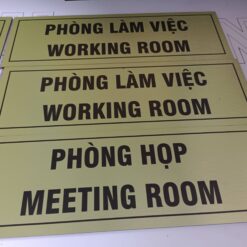 PHÒNG LÀM VIỆC
WORKING ROOM
PHÒNG LÀM VIỆC
WORKING ROOM
PHÒNG HỌP
MEETING ROOM